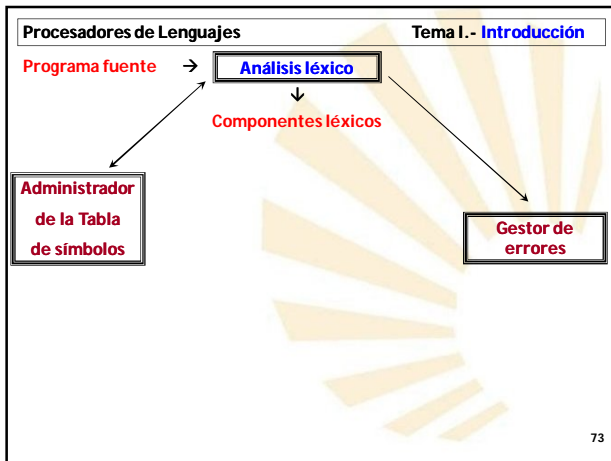 Procesadores de Lenguajes Tema I.- Introducción
Programa fuente → Análisis léxico
↓
Componentes léxicos
Administrador
de la Tabla
de símbolos
Gestor de
errores
73